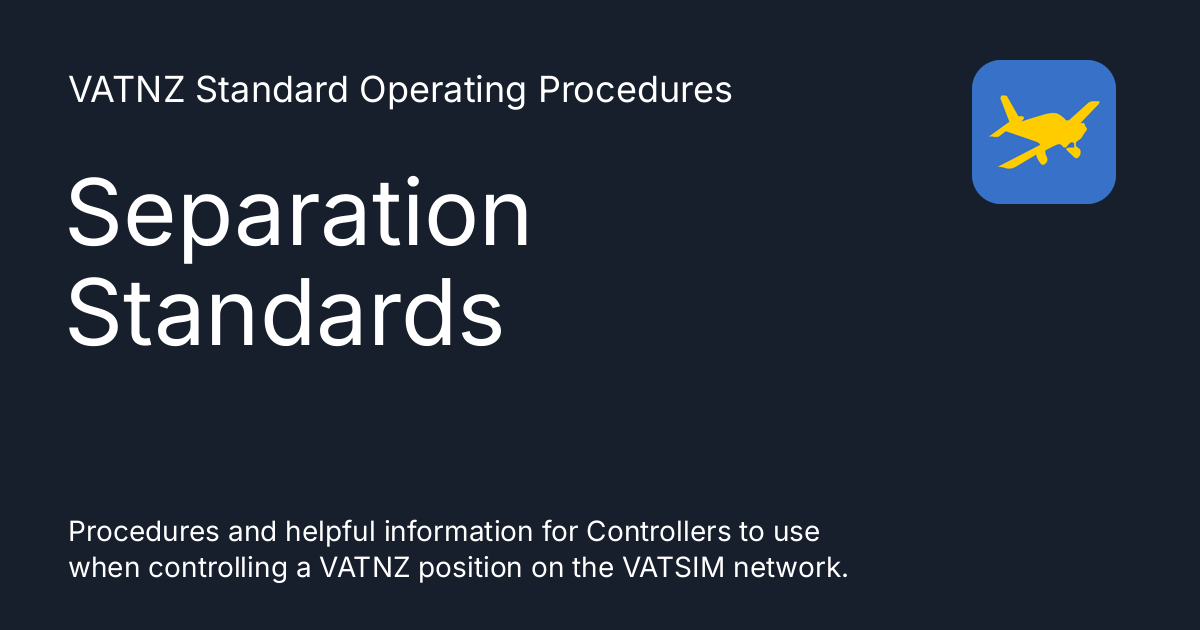 VATNZ Standard Operating Procedures
Separation
Standards
Procedures and helpful information for Controllers to use
when controlling a VATNZ position on the VATSIM network.